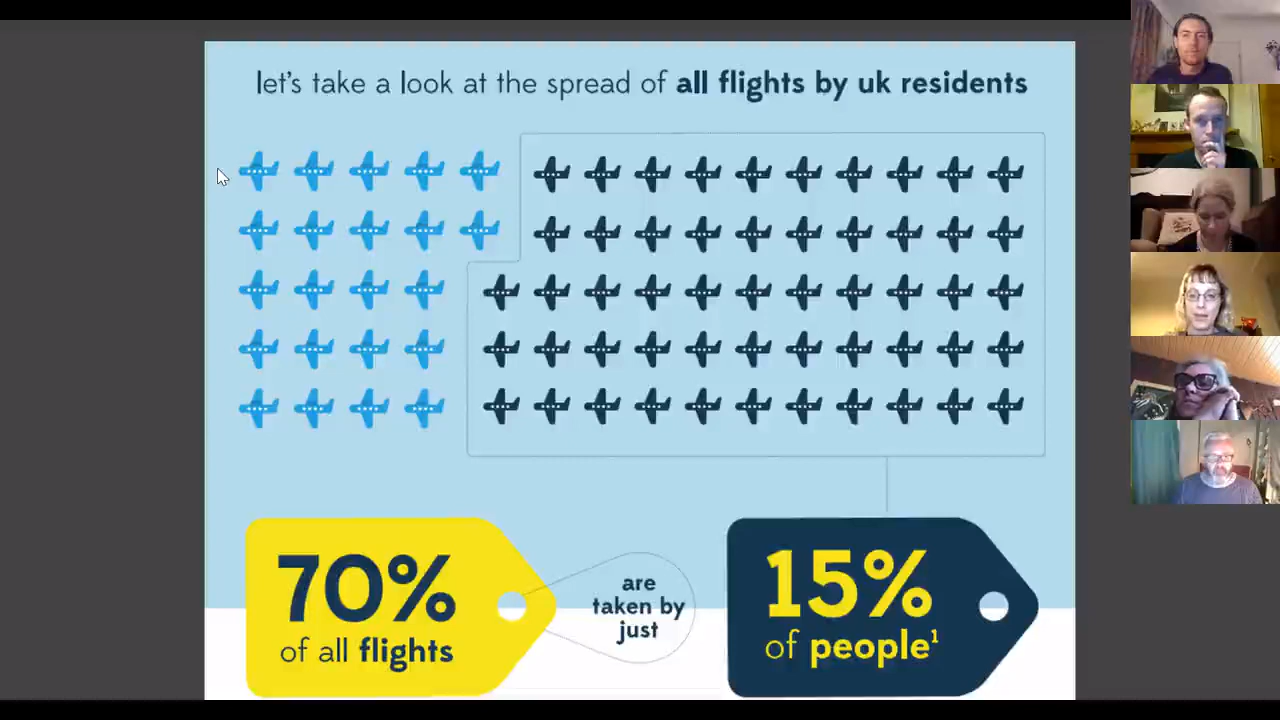 let's take a look at the spread of all flights by uk residents
70%
of all flights
are
taken by
just
15%
of people¹